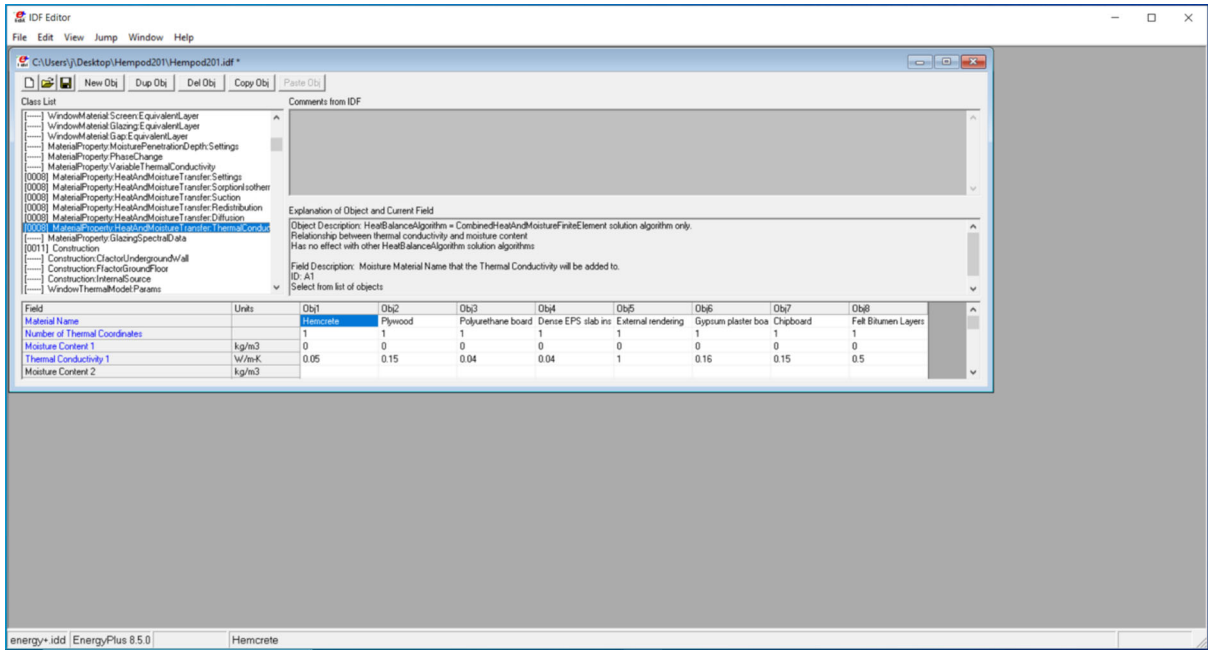 IDF Editor
File Edit View Jump Window Help
C:\Users\j\Desktop\Hempod201\Hempod201.idf *
New Obj Dup Obj Del Obj Copy Obj Paste Obj
Class List
Comments from IDF
[------] WindowMaterial:Screen:EquivalentLayer
[------] WindowMaterial:Glazing:EquivalentLayer
[------] WindowMaterial:Gap:EquivalentLayer
[------] MaterialProperty:MoisturePenetrationDepth:Settings
[------] MaterialProperty:PhaseChange
[------] MaterialProperty:VariableThermalConductivity
[0008] MaterialProperty:HeatAndMoistureTransfer:Settings
[0008] MaterialProperty:HeatAndMoistureTransfer:SorptionIsotherm
[0008] MaterialProperty:HeatAndMoistureTransfer:Suction
[0008] MaterialProperty:HeatAndMoistureTransfer:Redistribution
[0008] MaterialProperty:HeatAndMoistureTransfer:Diffusion
[0008] MaterialProperty:HeatAndMoistureTransfer:ThermalConduc
[------] MaterialProperty:GlazingSpectralData
[0011] Construction
[------] Construction:CfactorUndergroundWall
[------] Construction:FfactorGroundFloor
[------] Construction:InternalSource
[------] WindowThermalModel:Params
Explanation of Object and Current Field
Object Description: HeatBalanceAlgorithm = CombinedHeatAndMoistureFiniteElement solution algorithm only.
Relationship between thermal conductivity and moisture content
Has no effect with other HeatBalanceAlgorithm solution algorithms
Field Description: Moisture Material Name that the Thermal Conductivity will be added to.
ID: A1
Select from list of objects
Field Units Obj1 Obj2 Obj3 Obj4 Obj5 Obj6 Obj7 Obj8
Material Name Hemcrete Plywood Polyurethane board Dense EPS slab ins External rendering Gypsum plaster boa Chipboard Felt Bitumen Layers
Number of Thermal Coordinates 1 1 1 1 1 1 1 1
Moisture Content 1 kg/m3 0 0 0 0 0 0 0 0
Thermal Conductivity 1 W/m-K 0.05 0.15 0.04 0.04 1 0.16 0.15 0.5
Moisture Content 2 kg/m3
energy+.idd EnergyPlus 8.5.0 Hemcrete